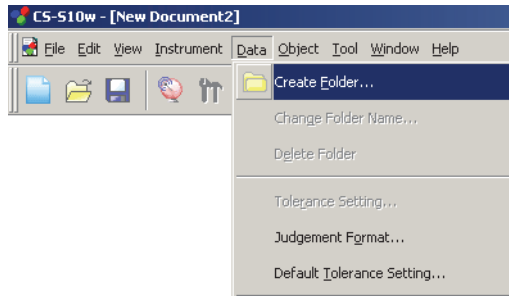 CS-S10w - [New Document2]
File Edit View Instrument Data Object Tool Window Help
Create Folder...
Change Folder Name...
Delete Folder
Tolerance Setting...
Judgement Format...
Default Tolerance Setting...